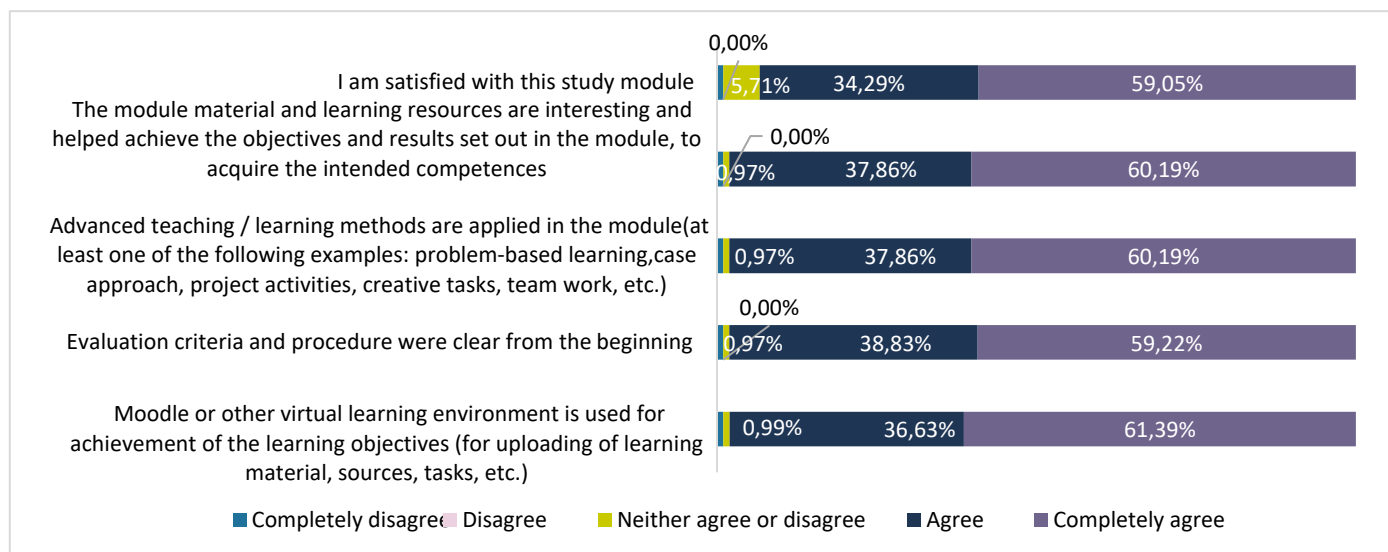 0,00%
I am satisfied with this study module
5,71% 34,29% 59,05%
The module material and learning resources are interesting and
helped achieve the objectives and results set out in the module, to
acquire the intended competences
0,00%
0,97% 37,86% 60,19%
Advanced teaching / learning methods are applied in the module(at
least one of the following examples: problem-based learning,case
approach, project activities, creative tasks, team work, etc.)
0,97% 37,86% 60,19%
0,00%
Evaluation criteria and procedure were clear from the beginning
0,97% 38,83% 59,22%
Moodle or other virtual learning environment is used for
achievement of the learning objectives (for uploading of learning
material, sources, tasks, etc.)
0,99% 36,63% 61,39%
Completely disagree Disagree Neither agree or disagree Agree Completely agree